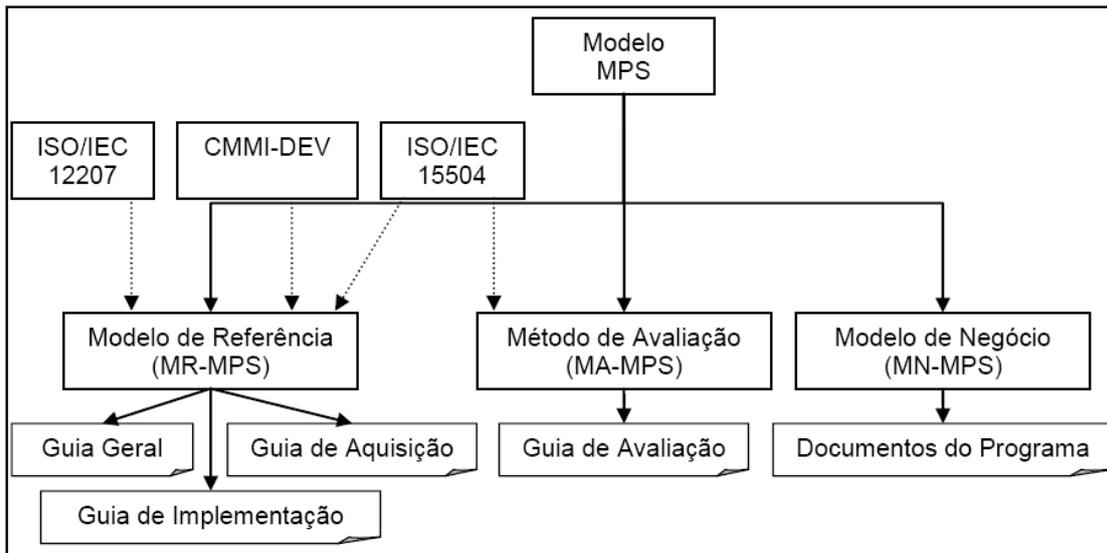 Modelo
MPS
ISO/IEC
12207
CMMI-DEV
ISO/IEC
15504
Modelo de Referência
(MR-MPS)
Método de Avaliação
(MA-MPS)
Modelo de Negócio
(MN-MPS)
Guia Geral
Guia de Aquisição
Guia de Avaliação
Documentos do Programa
Guia de Implementação